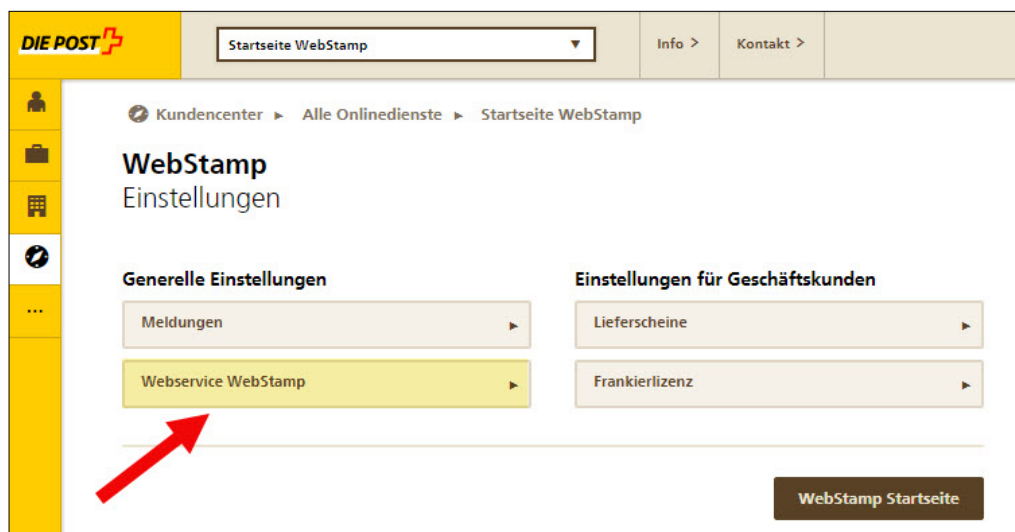 DIE POST
Startseite WebStamp
Info >
Kontakt >
Kundencenter ► Alle Onlinedienste ► Startseite WebStamp
WebStamp
Einstellungen
Generelle Einstellungen
Einstellungen für Geschäftskunden
Meldungen
Lieferscheine
Webservice WebStamp
Frankierlizenz
...
WebStamp Startseite